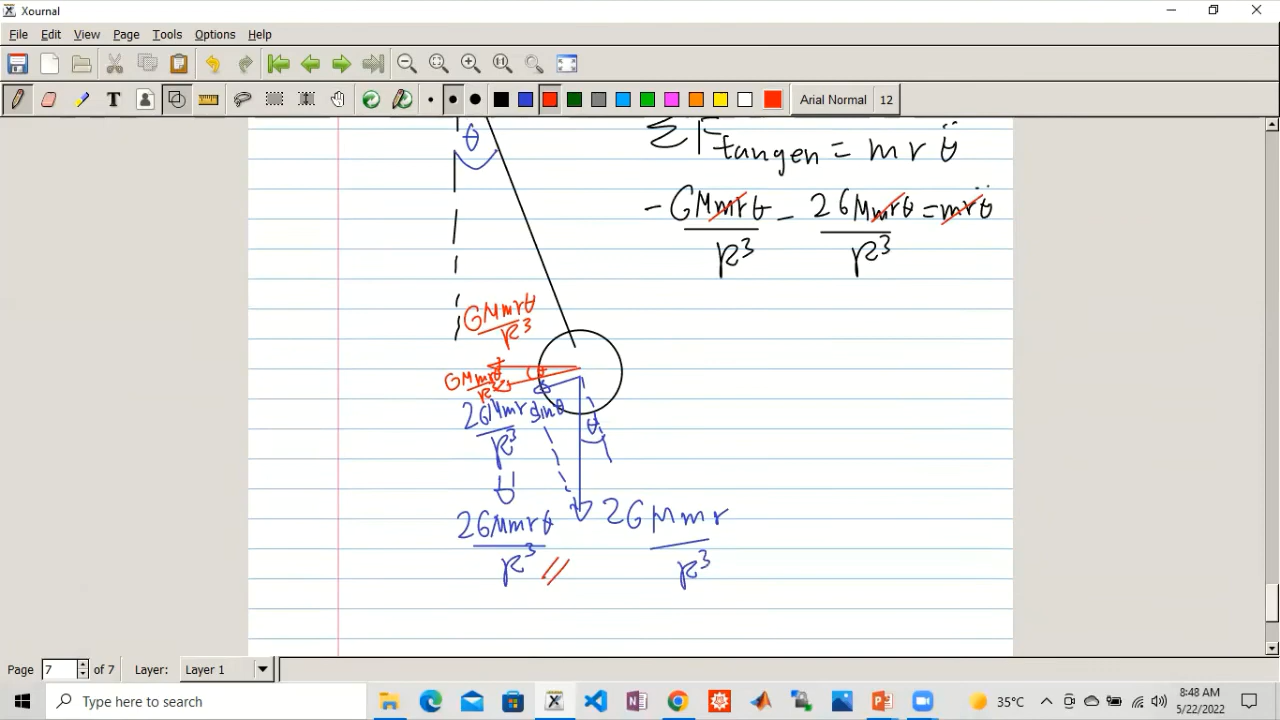 Xournal
File Edit View Page Tools Options Help
T Arial Normal 12
θ
Σ F tangen = m r θ̈
- GMmrθ/R³ - 2GMmrθ/R³ = mrθ̈
GMmrθ/R³
GMmrθ/R³ θ
2GMmr sinθ/R³ θ
2GMmrθ/R³ 2GMmr/R³
Page 7 of 7 Layer: Layer 1
Type here to search 35°C 8:48 AM
5/22/2022